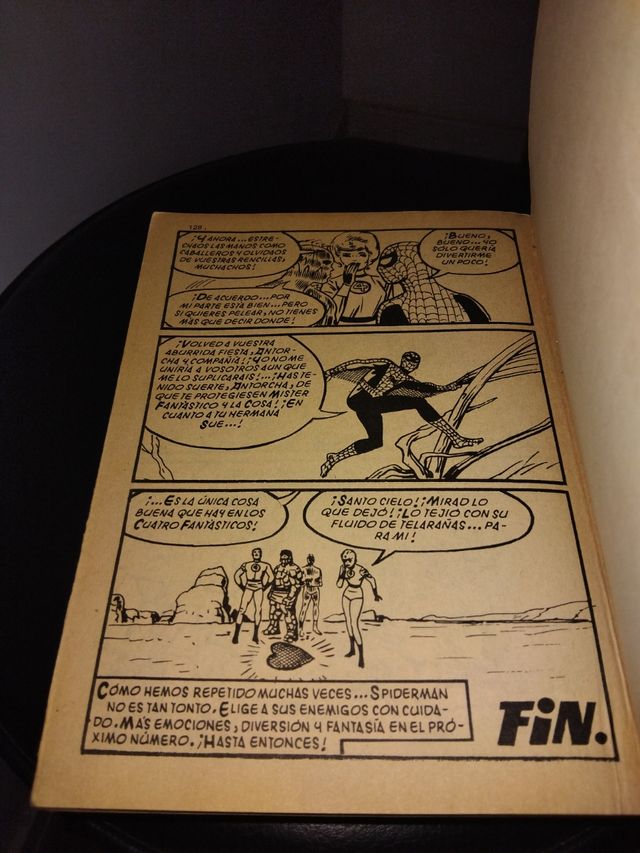 128
¡Y AHORA... ESTRE-
CHAOS LAS MANOS COMO
CABALLEROS Y OLVIDAOS
DE VUESTRAS RENCILLAS
MUCHACHOS!
¡BUENO,
BUENO... YO
SOLO QUERÍA
DIVERTIRME
UN POCO!
¡DE ACUERDO... POR
MI PARTE ESTÁ BIEN... PERO
SI QUIERES PELEAR, NO TIENES
MÁS QUE DECIR DONDE!
¡VOLVED A VUESTRA
ABURRIDA FIESTA, ANTOR-
CHA Y COMPAÑÍA! ¡YO NO ME
UNIRÍA A VOSOTROS AUN QUE
ME LO SUPLICARAIS!... ¡HAS TE-
NIDO SUERTE, ANTORCHA, DE
QUE TE PROTEGIESEN MISTER
FANTÁSTICO Y LA COSA! ¡EN
CUANTO A TU HERMANA
SUE...!
¡... ES LA ÚNICA COSA
BUENA QUE HAY EN LOS
CUATRO FANTÁSTICOS!
¡SANTO CIELO! ¡MIRAD LO
QUE DEJÓ! ¡LO TEJIÓ CON SU
FLUIDO DE TELARAÑAS... PA-
RA MI!
CÓMO HEMOS REPETIDO MUCHAS VECES... SPIDERMAN
NO ES TAN TONTO. ELIGE A SUS ENEMIGOS CON CUIDA-
DO. MÁS EMOCIONES, DIVERSIÓN Y FANTASÍA EN EL PRÓ-
XIMO NÚMERO. ¡HASTA ENTONCES!
FiN.